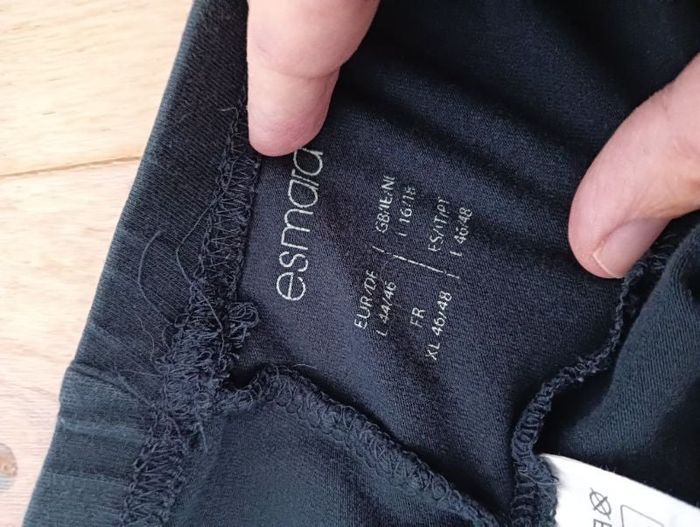 esmara
EUR/DE | GB/IE/NL
L 44/46 | L 16/18
FR | ES/IT/PT
XL 46/48 | L 46/48